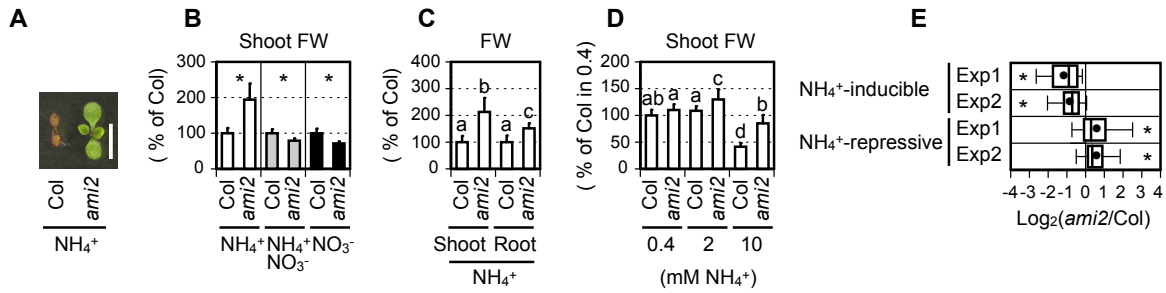 A
Col
ami2
NH₄⁺
B
Shoot FW
( % of Col)
300
200
100
0
* * *
Col ami2 Col ami2 Col ami2
NH₄⁺ NH₄⁺ NO₃⁻
NO₃⁻
C
FW
( % of Col)
400
300
200
100
0
a b a c
Col ami2 Col ami2
Shoot Root
NH₄⁺
D
Shoot FW
( % of Col in 0.4)
200
150
100
50
0
ab a a c d b
Col ami2 Col ami2 Col ami2
0.4 2 10
(mM NH₄⁺)
E
NH₄⁺-inducible
Exp1 *
Exp2 *
NH₄⁺-repressive
Exp1 *
Exp2 *
-4 -3 -2 -1 0 1 2 3 4
Log₂(ami2/Col)